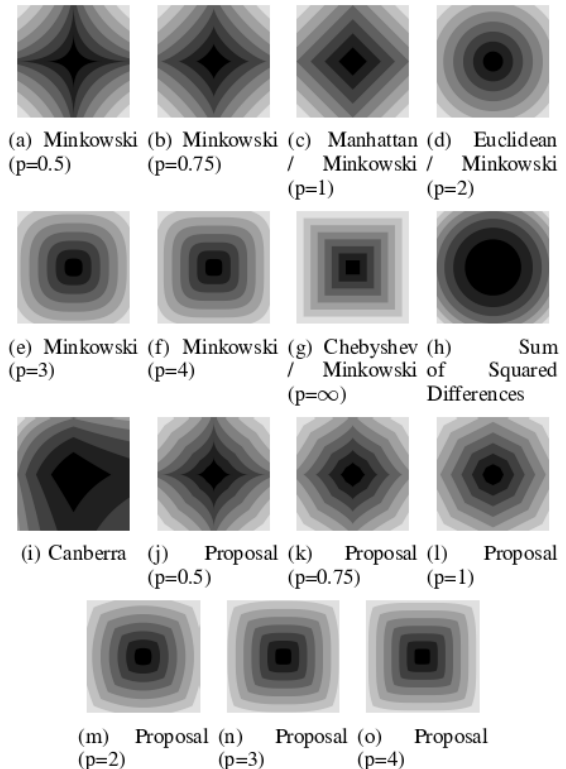 (a) Minkowski (b) Minkowski (c) Manhattan (d) Euclidean
(p=0.5) (p=0.75) / Minkowski / Minkowski
(p=1) (p=2)
(e) Minkowski (f) Minkowski (g) Chebyshev (h) Sum
(p=3) (p=4) / Minkowski of Squared
(p=∞) Differences
(i) Canberra (j) Proposal (k) Proposal (l) Proposal
(p=0.5) (p=0.75) (p=1)
(m) Proposal (n) Proposal (o) Proposal
(p=2) (p=3) (p=4)